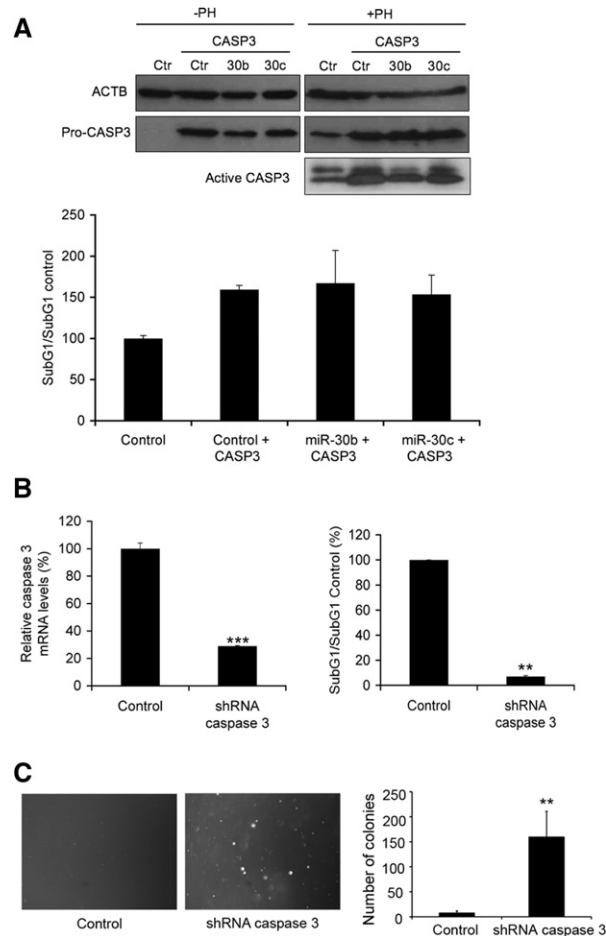 A
-PH +PH
CASP3 CASP3
Ctr Ctr 30b 30c Ctr Ctr 30b 30c
ACTB
Pro-CASP3
Active CASP3
SubG1/SubG1 control
250
200
150
100
50
0
Control Control + CASP3 miR-30b + CASP3 miR-30c + CASP3
B
Relative caspase 3 mRNA levels (%)
120
100
80
60
40
20
0
***
Control shRNA caspase 3
SubG1/SubG1 Control (%)
120
100
80
60
40
20
0
**
Control shRNA caspase 3
C
Control shRNA caspase 3
Number of colonies
250
200
150
100
50
0
**
Control shRNA caspase 3